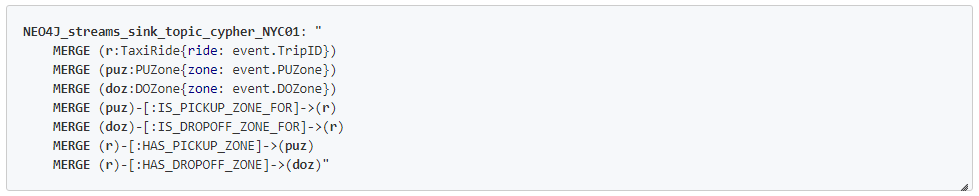 NEO4J_streams_sink_topic_cypher_NYC01: "
MERGE (r:TaxiRide{ride: event.TripID})
MERGE (puz:PUZone{zone: event.PUZone})
MERGE (doz:DOZone{zone: event.DOZone})
MERGE (puz)-[:IS_PICKUP_ZONE_FOR]->(r)
MERGE (doz)-[:IS_DROPOFF_ZONE_FOR]->(r)
MERGE (r)-[:HAS_PICKUP_ZONE]->(puz)
MERGE (r)-[:HAS_DROPOFF_ZONE]->(doz)"